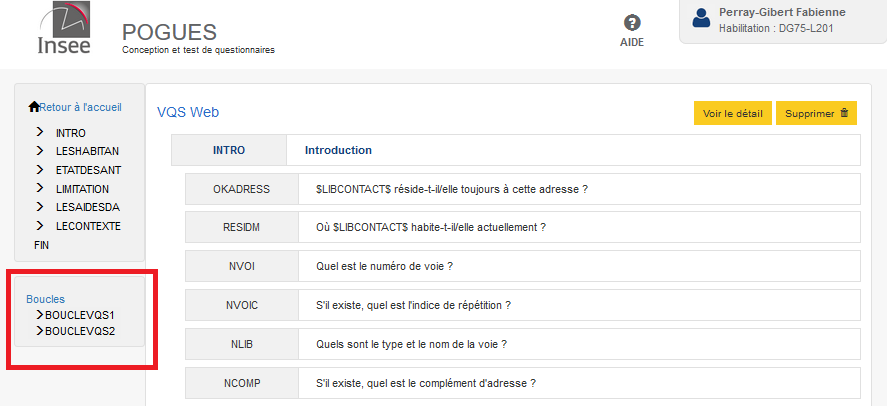 Insee
POGUES
Conception et test de questionnaires
?
AIDE
Perray-Gibert Fabienne
Habilitation : DG75-L201
Retour à l'accueil
INTRO
LESHABITAN
ETATDESANT
LIMITATION
LESAIDESDA
LECONTEXTE
FIN
Boucles
BOUCLEVQS1
BOUCLEVQS2
VQS Web
Voir le détail
Supprimer
INTRO Introduction
OKADRESS $LIBCONTACT$ réside-t-il/elle toujours à cette adresse ?
RESIDM Où $LIBCONTACT$ habite-t-il/elle actuellement ?
NVOI Quel est le numéro de voie ?
NVOIC S'il existe, quel est l'indice de répétition ?
NLIB Quels sont le type et le nom de la voie ?
NCOMP S'il existe, quel est le complément d'adresse ?